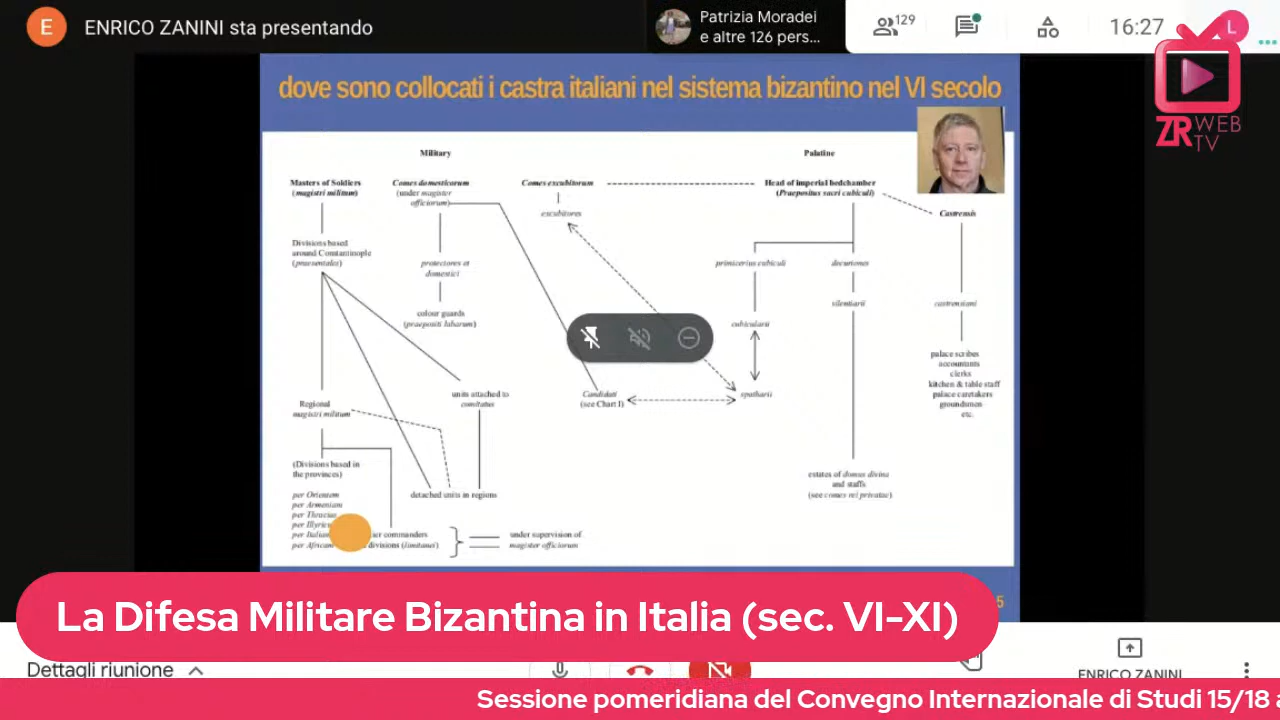 E
ENRICO ZANINI sta presentando
Patrizia Moradei
e altre 126 pers...
129
16:27
L
ZR WEB
TV
dove sono collocati i castra italiani nel sistema bizantino nel VI secolo
Military
Palatine
Masters of Soldiers
(magistri militum)
Comes domesticorum
(under magister
officiorum)
Comes excubitorum
Head of imperial bedchamber
(Praepositus sacri cubiculi)
Castrensis
excubitores
Divisions based
around Constantinople
(praesentales)
protectores et
domestici
primicerius cubiculi
decuriones
silentiarii
castrensiani
colour guards
(praepositi labarum)
cubicularii
palace scribes
accountants
clerks
kitchen & table staff
palace caretakers
groundsmen
etc.
Regional
magistri militum
units attached to
comitatus
Candidati
(see Chart I)
spatharii
(Divisions based in
the provinces)
detached units in regions
estates of domus divina
and staffs
(see comes rei privatae)
per Orientem
per Armeniam
per Thracias
per
per
commanders
per
divisions (limitanei)
under supervision of
magister officiorum
5
La Difesa Militare Bizantina in Italia (sec. VI-XI)
Dettagli riunione
ENRICO ZANINI
Sessione pomeridiana del Convegno Internazionale di Studi 15/18